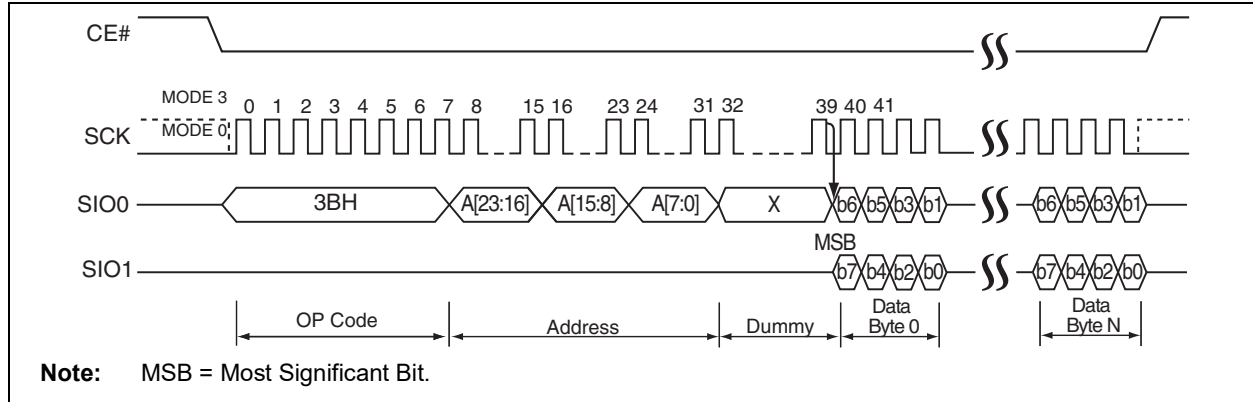 CE#
MODE 3
0 1 2 3 4 5 6 7 8 15 16 23 24 31 32 39 40 41
SCK
MODE 0
SIO0
3BH
A[23:16]
A[15:8]
A[7:0]
X
b6 b5 b3 b1
b6 b5 b3 b1
MSB
SIO1
b7 b4 b2 b0
b7 b4 b2 b0
OP Code
Address
Dummy
Data
Byte 0
Data
Byte N
Note: MSB = Most Significant Bit.